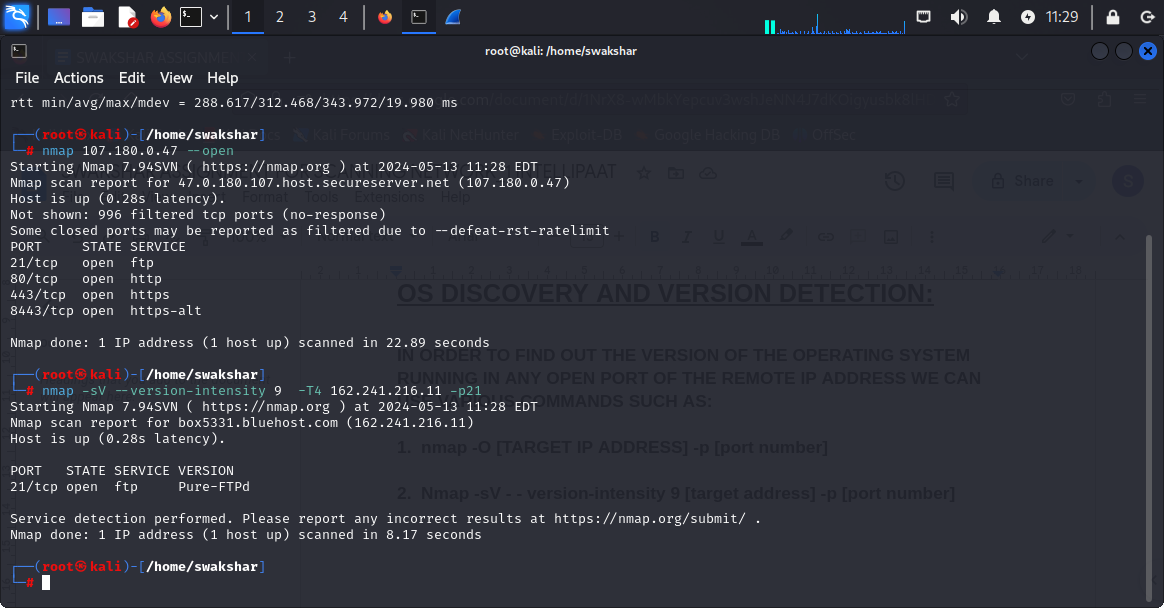 1 2 3 4 11:29
root@kali: /home/swakshar
SWAKSHAR ASSIGNME
File Actions Edit View Help
rtt min/avg/max/mdev = 288.617/312.468/343.972/19.980 ms
Kali Forums Kali NetHunter Exploit-DB Google Hacking DB OffSec
┌──(root㉿kali)-[/home/swakshar]
└─# nmap 107.180.0.47 --open
Starting Nmap 7.94SVN ( https://nmap.org ) at 2024-05-13 11:28 EDT
Nmap scan report for 47.0.180.107.host.secureserver.net (107.180.0.47)
Host is up (0.28s latency).
Not shown: 996 filtered tcp ports (no-response)
Some closed ports may be reported as filtered due to --defeat-rst-ratelimit
PORT STATE SERVICE
21/tcp open ftp
80/tcp open http
443/tcp open https
8443/tcp open https-alt
Nmap done: 1 IP address (1 host up) scanned in 22.89 seconds
┌──(root㉿kali)-[/home/swakshar]
└─# nmap -sV --version-intensity 9 -T4 162.241.216.11 -p21
Starting Nmap 7.94SVN ( https://nmap.org ) at 2024-05-13 11:28 EDT
Nmap scan report for box5331.bluehost.com (162.241.216.11)
Host is up (0.28s latency).
PORT STATE SERVICE VERSION
21/tcp open ftp Pure-FTPd
Service detection performed. Please report any incorrect results at https://nmap.org/submit/ .
Nmap done: 1 IP address (1 host up) scanned in 8.17 seconds
┌──(root㉿kali)-[/home/swakshar]
└─#
INTELLIPAAT
Format Tools Extensions Help
Share
S
OS DISCOVERY AND VERSION DETECTION:
IN ORDER TO FIND OUT THE VERSION OF THE OPERATING SYSTEM
RUNNING IN ANY OPEN PORT OF THE REMOTE IP ADDRESS WE CAN
COMMANDS SUCH AS:
1. nmap -O [TARGET IP ADDRESS] -p [port number]
2. Nmap -sV - - version-intensity 9 [target address] -p [port number]